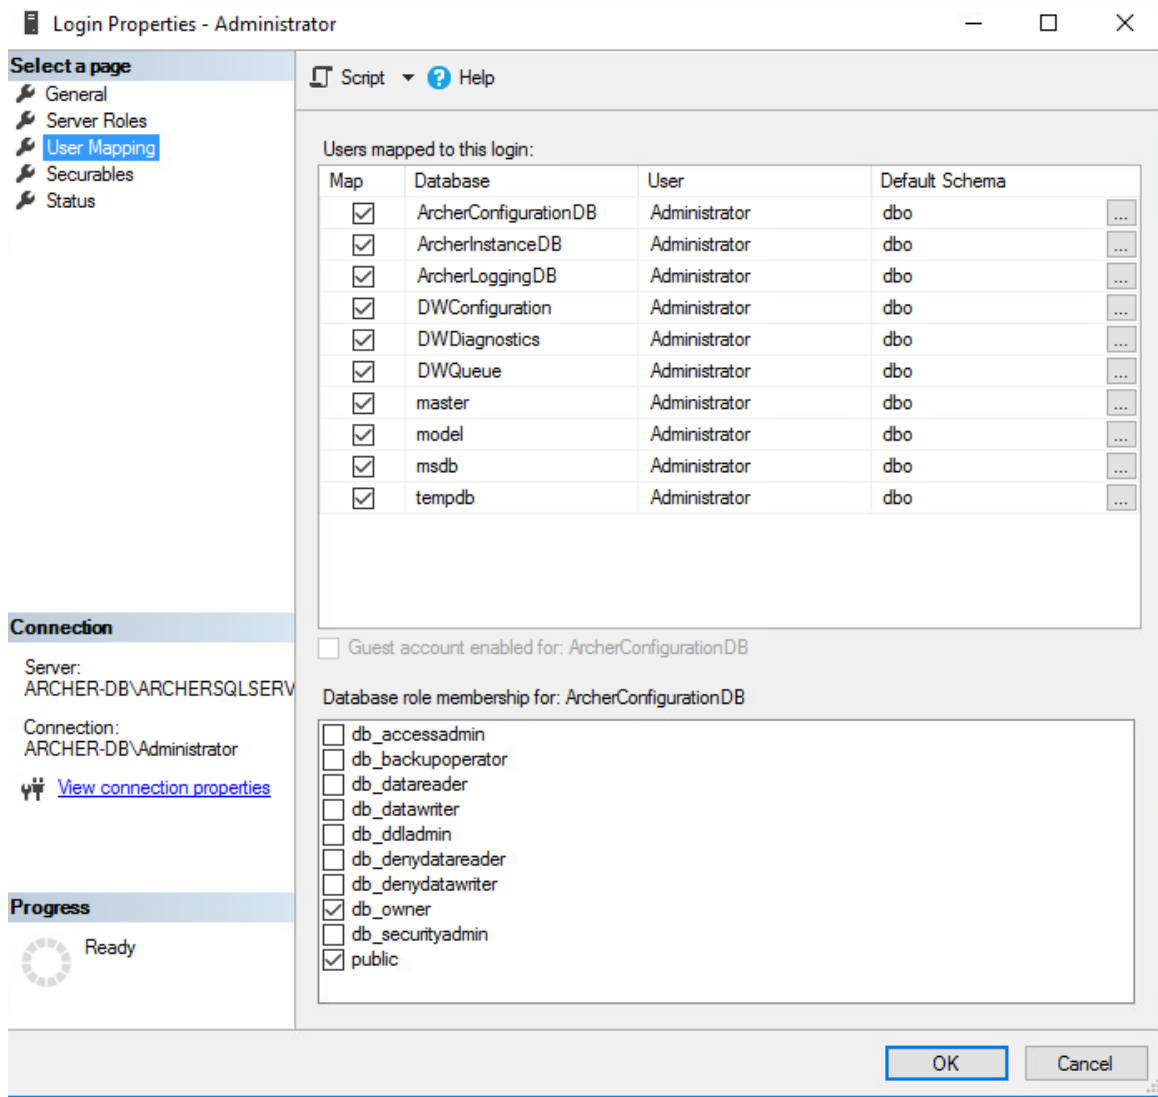 Login Properties - Administrator
Select a page
General
Server Roles
User Mapping
Securables
Status
Script
Help
Users mapped to this login:
Map Database User Default Schema
ArcherConfigurationDB Administrator dbo ...
ArcherInstanceDB Administrator dbo ...
ArcherLoggingDB Administrator dbo ...
DWConfiguration Administrator dbo ...
DWDiagnostics Administrator dbo ...
DWQueue Administrator dbo ...
master Administrator dbo ...
model Administrator dbo ...
msdb Administrator dbo ...
tempdb Administrator dbo ...
Guest account enabled for: ArcherConfigurationDB
Database role membership for: ArcherConfigurationDB
db_accessadmin
db_backupoperator
db_datareader
db_datawriter
db_ddladmin
db_denydatareader
db_denydatawriter
db_owner
db_securityadmin
public
Connection
Server:
ARCHER-DB\ARCHERSQLSERV
Connection:
ARCHER-DB\Administrator
View connection properties
Progress
Ready
OK
Cancel